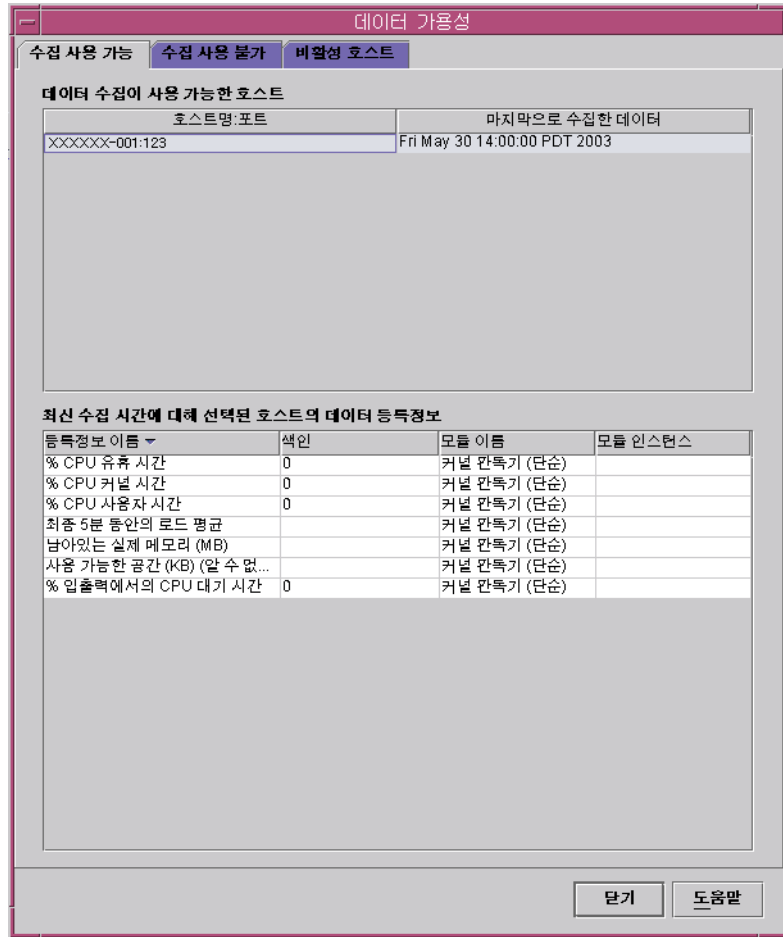 데이터 가용성
수집 사용 가능 수집 사용 불가 비활성 호스트
데이터 수집이 사용 가능한 호스트
호스트명:포트 마지막으로 수집한 데이터
XXXXXX-001:123 Fri May 30 14:00:00 PDT 2003
최신 수집 시간에 대해 선택된 호스트의 데이터 등록정보
등록정보 이름 색인 모듈 이름 모듈 인스턴스
% CPU 유휴 시간 0 커널 판독기 (단순)
% CPU 커널 시간 0 커널 판독기 (단순)
% CPU 사용자 시간 0 커널 판독기 (단순)
최종 5분 동안의 로드 평균 커널 판독기 (단순)
남아있는 실제 메모리 (MB) 커널 판독기 (단순)
사용 가능한 공간 (KB) (알 수 없... 커널 판독기 (단순)
% 입출력에서의 CPU 대기 시간 0 커널 판독기 (단순)
닫기 도움말